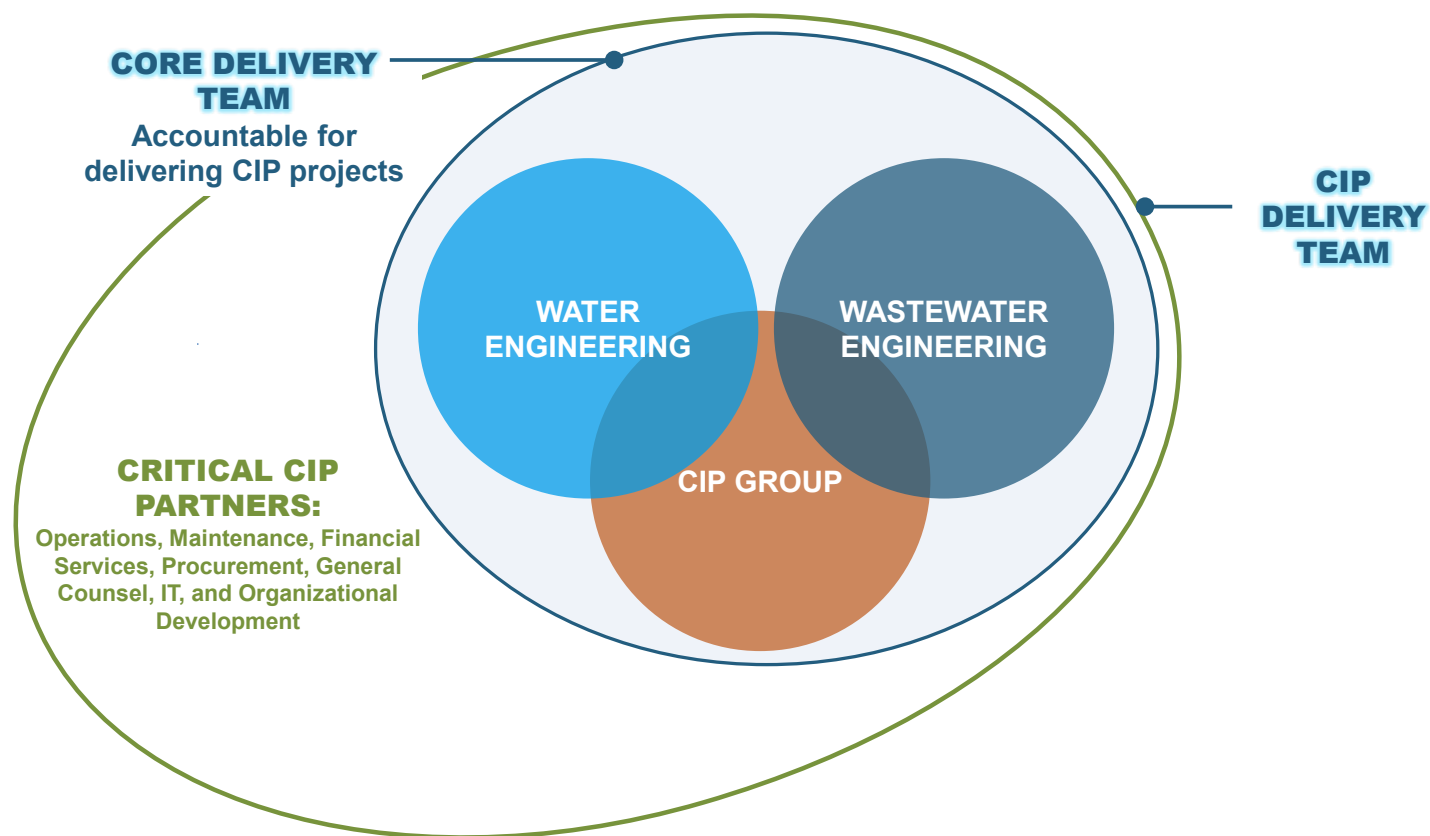 CORE DELIVERY
TEAM
Accountable for
delivering CIP projects
CIP
DELIVERY
TEAM
WATER
ENGINEERING
WASTEWATER
ENGINEERING
CIP GROUP
CRITICAL CIP
PARTNERS:
Operations, Maintenance, Financial
Services, Procurement, General
Counsel, IT, and Organizational
Development